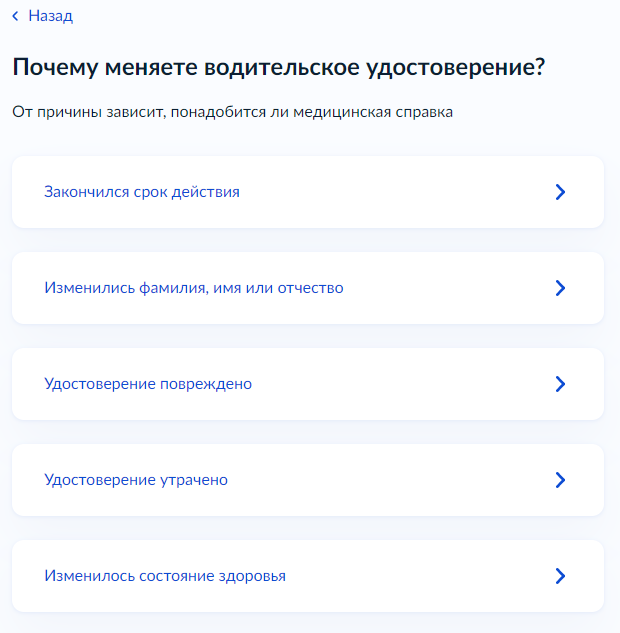 Назад
Почему меняете водительское удостоверение?
От причины зависит, понадобится ли медицинская справка
Закончился срок действия
Изменились фамилия, имя или отчество
Удостоверение повреждено
Удостоверение утрачено
Изменилось состояние здоровья